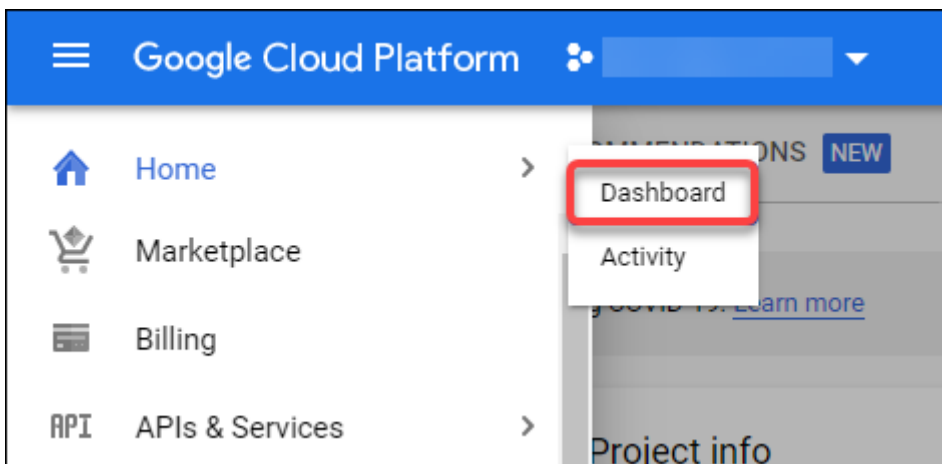 Google Cloud Platform
Home
Dashboard
Activity
NEW
Marketplace
Learn more
Billing
API APIs & Services
Project info